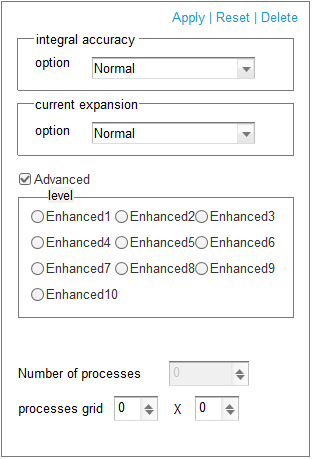 Apply | Reset | Delete
integral accuracy
option Normal
current expansion
option Normal
Advanced
level
Enhanced1 Enhanced2 Enhanced3
Enhanced4 Enhanced5 Enhanced6
Enhanced7 Enhanced8 Enhanced9
Enhanced10
Number of processes 0
processes grid 0 X 0